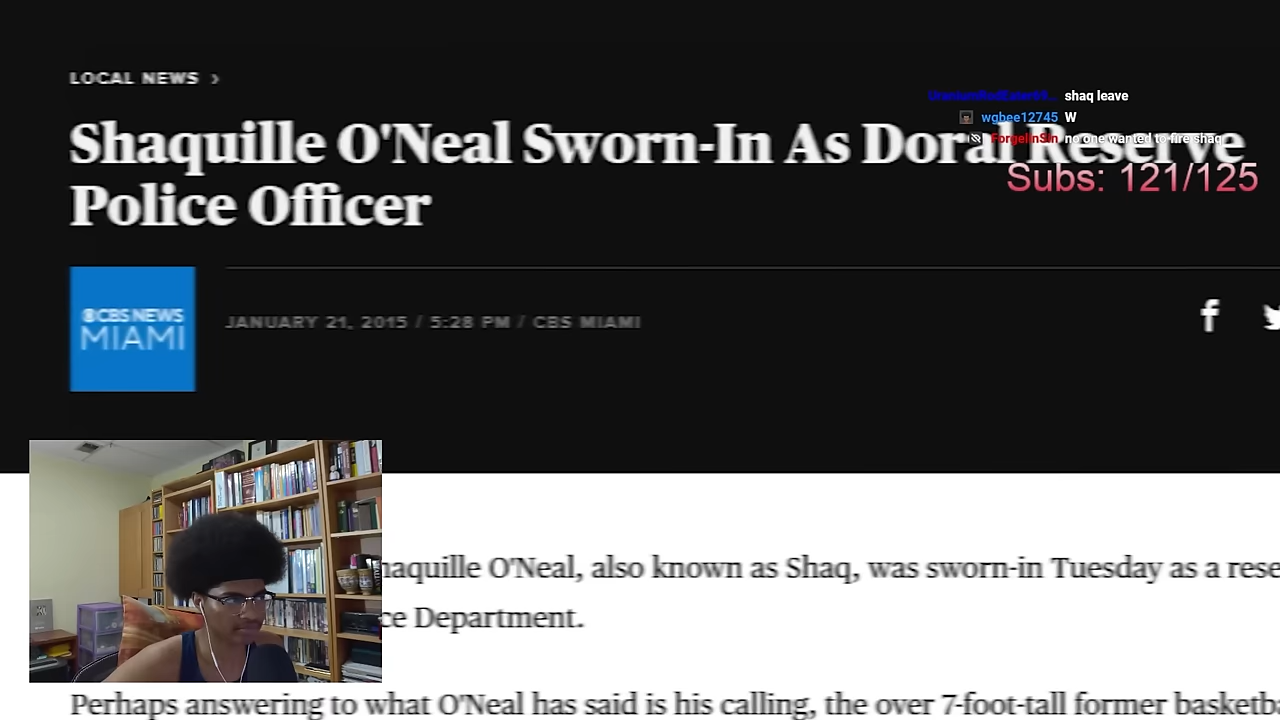 LOCAL NEWS ›
shaq leave
wgbee12745 W
ForgelnSin no one wanted to fire shaq
Shaquille O'Neal Sworn-In As Doral Reserve
Police Officer
Subs: 121/125
CBS NEWS
MIAMI
JANUARY 21, 2015 / 5:28 PM / CBS MIAMI
haquille O'Neal, also known as Shaq, was sworn-in Tuesday as a rese
ce Department.
Perhaps answering to what O'Neal has said is his calling, the over 7-foot-tall former basketba